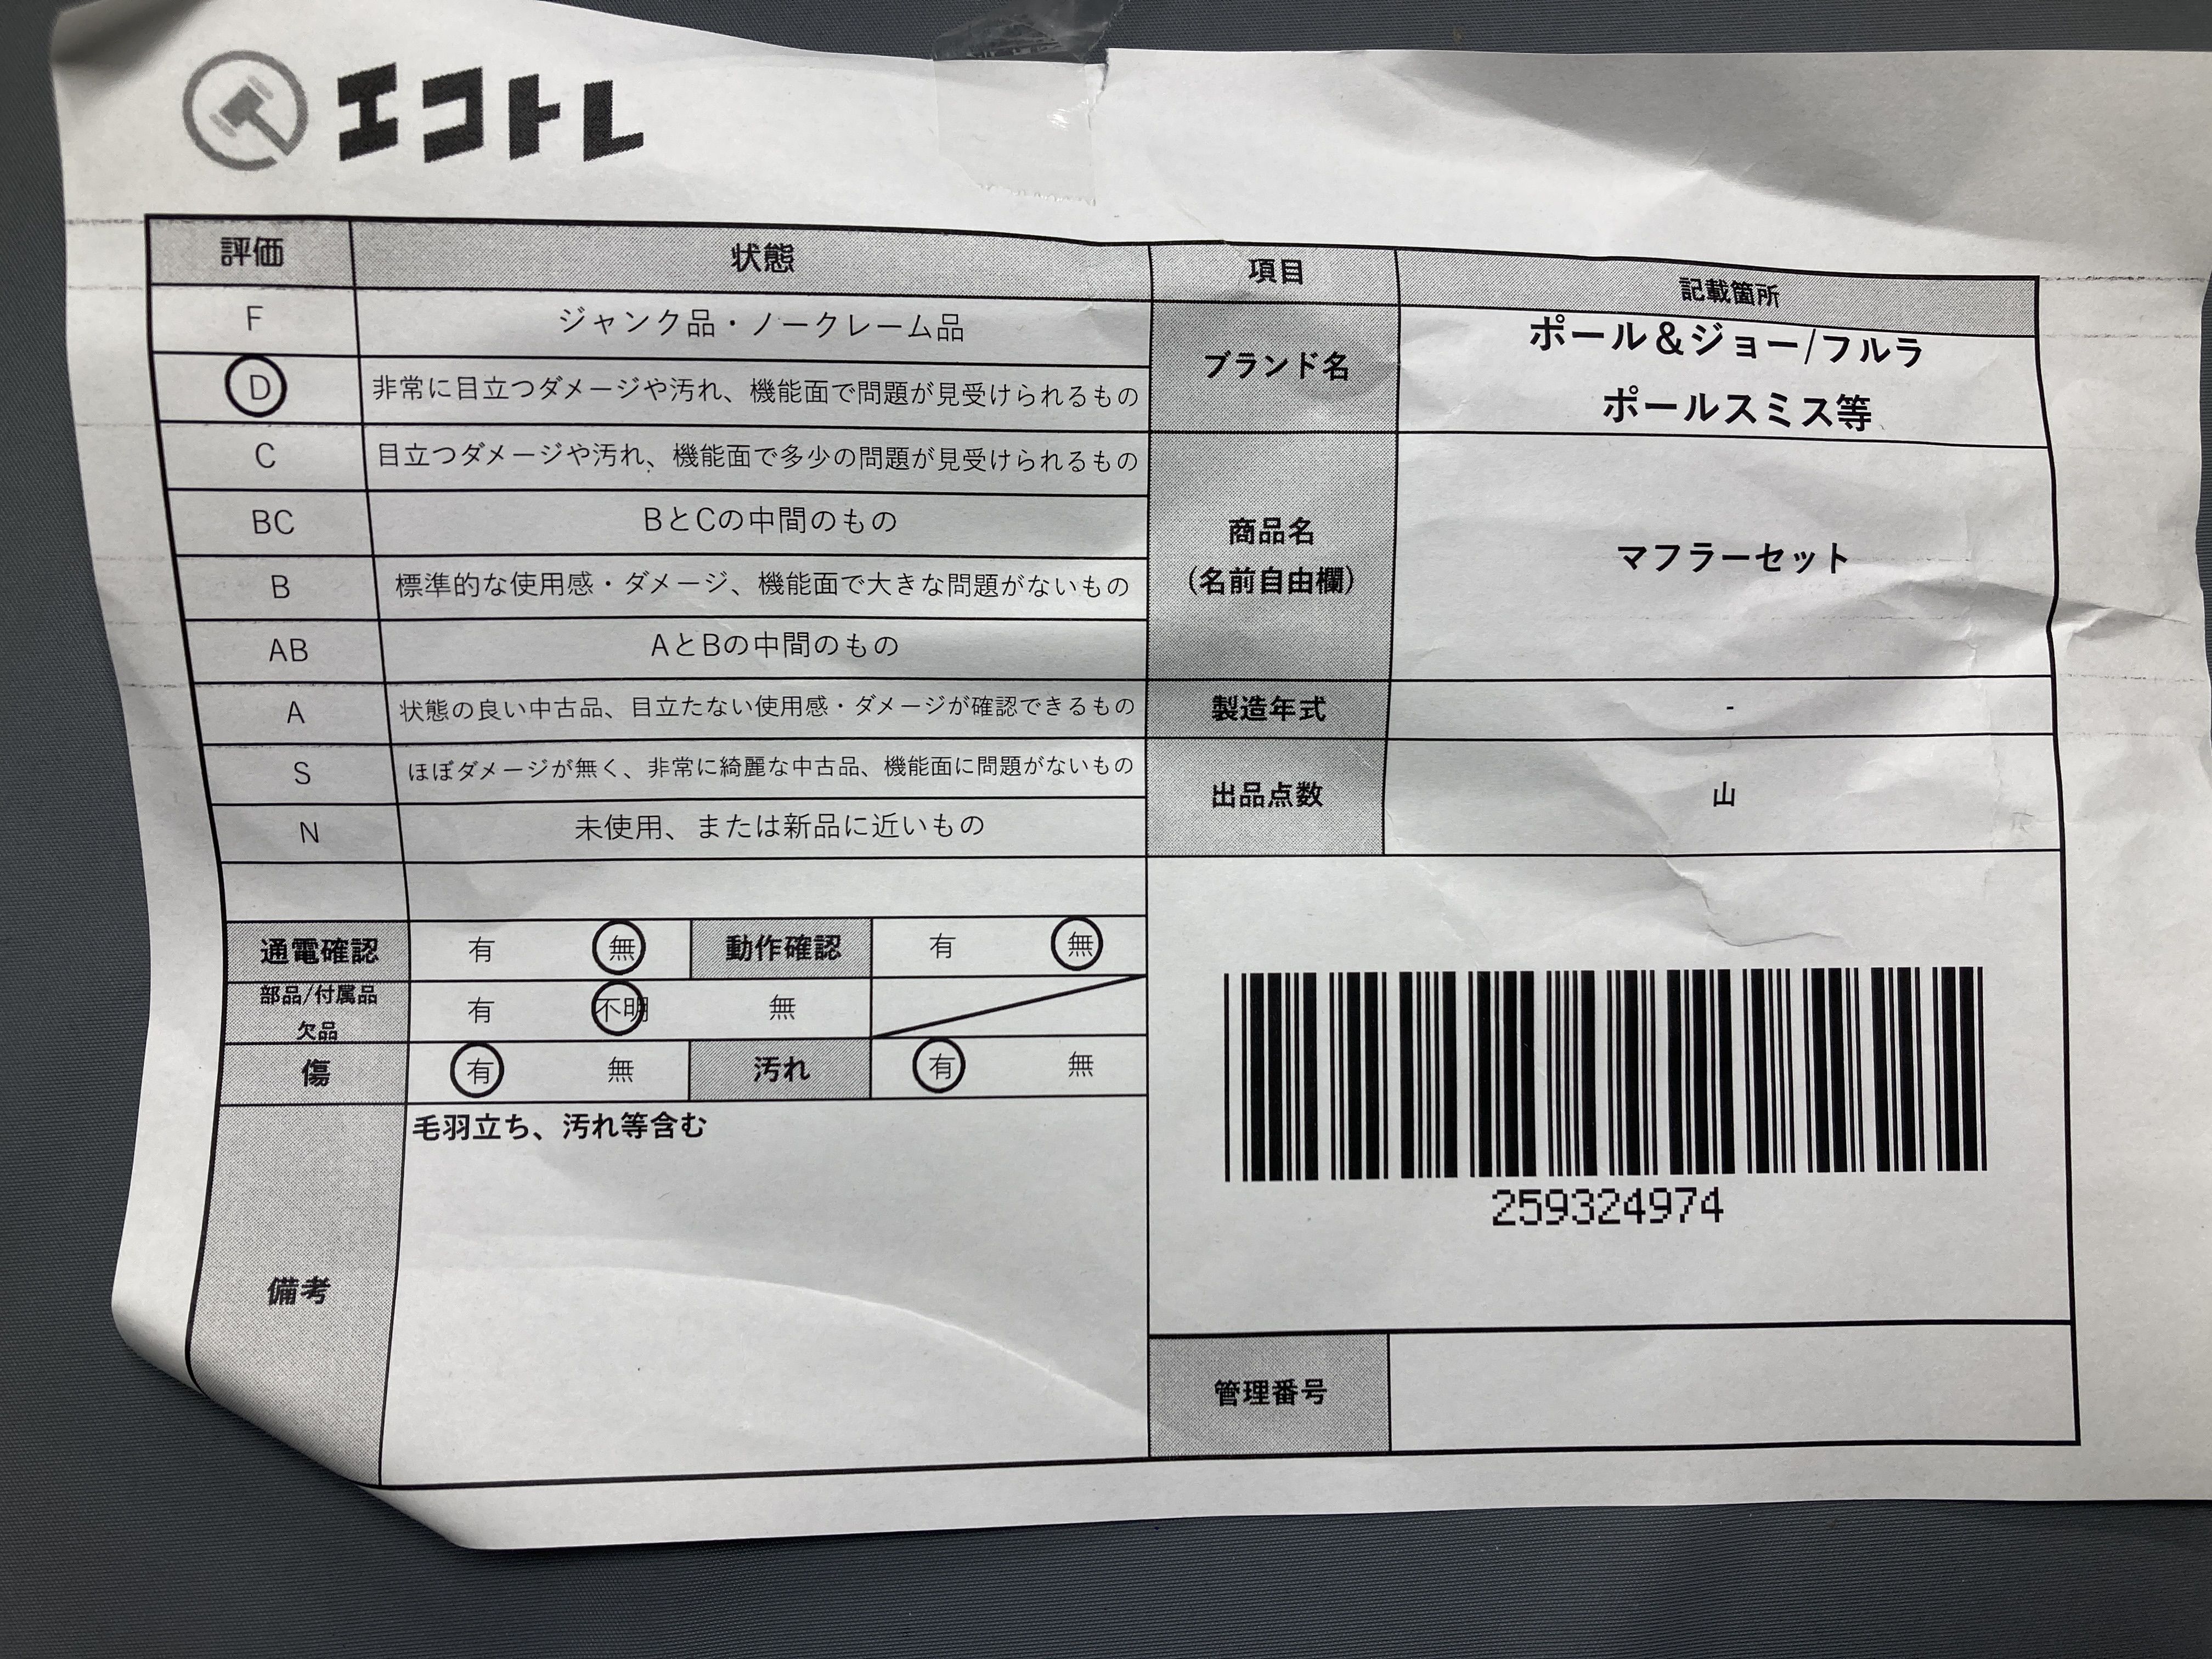 エコトレ
評価 状態
F ジャンク品・ノークレーム品
D 非常に目立つダメージや汚れ、機能面で問題が見受けられるもの
C 目立つダメージや汚れ、機能面で多少の問題が見受けられるもの
BC BとCの中間のもの
B 標準的な使用感・ダメージ、機能面で大きな問題がないもの
AB AとBの中間のもの
A 状態の良い中古品、目立たない使用感・ダメージが確認できるもの
S ほぼダメージが無く、非常に綺麗な中古品、機能面に問題がないもの
N 未使用、または新品に近いもの
通電確認 有 無 動作確認 有 無
部品/付属品
欠品
有 不明 無
傷 有 無 汚れ 有 無
備考
毛羽立ち、汚れ等含む
項目 記載箇所
ブランド名
ポール＆ジョー/フルラ
ポールスミス等
商品名
(名前自由欄)
マフラーセット
製造年式 -
出品点数 山
259324974
管理番号